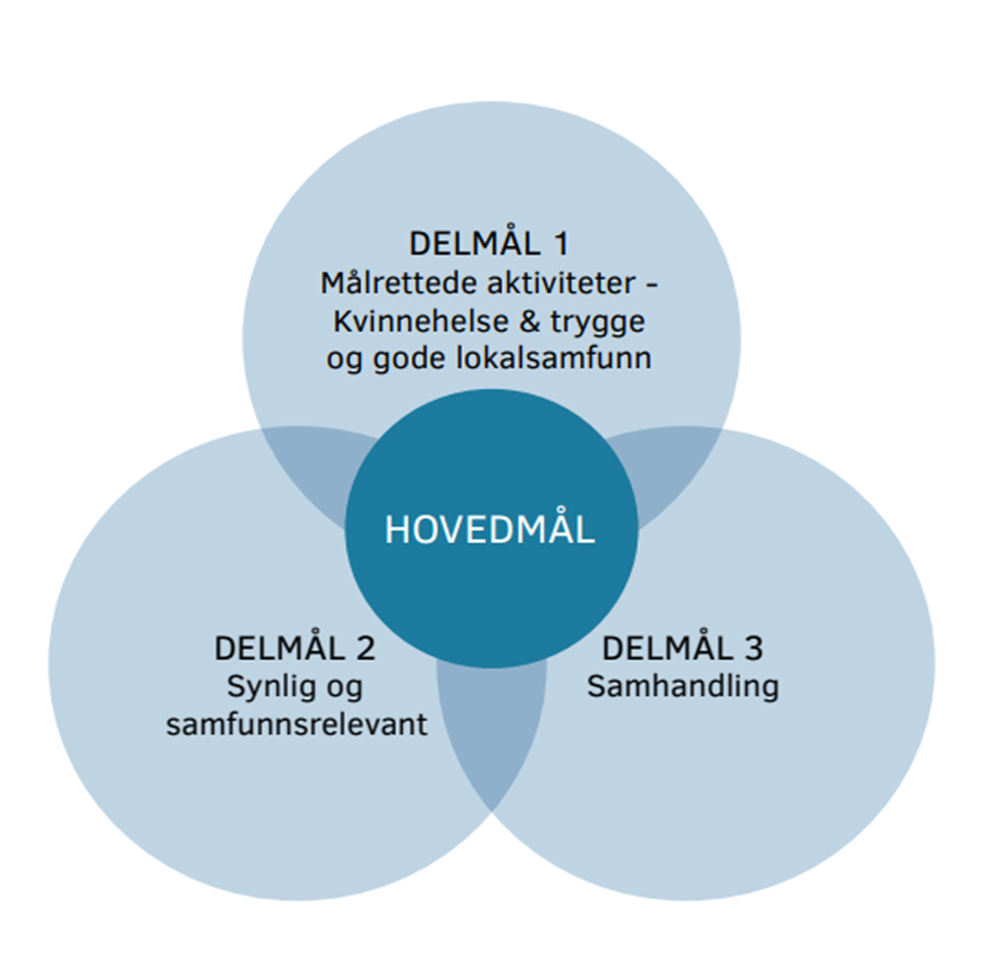 DELMÅL 1
Målrettede aktiviteter -
Kvinnehelse & trygge
og gode lokalsamfunn
HOVEDMÅL
DELMÅL 2
Synlig og
samfunnsrelevant
DELMÅL 3
Samhandling